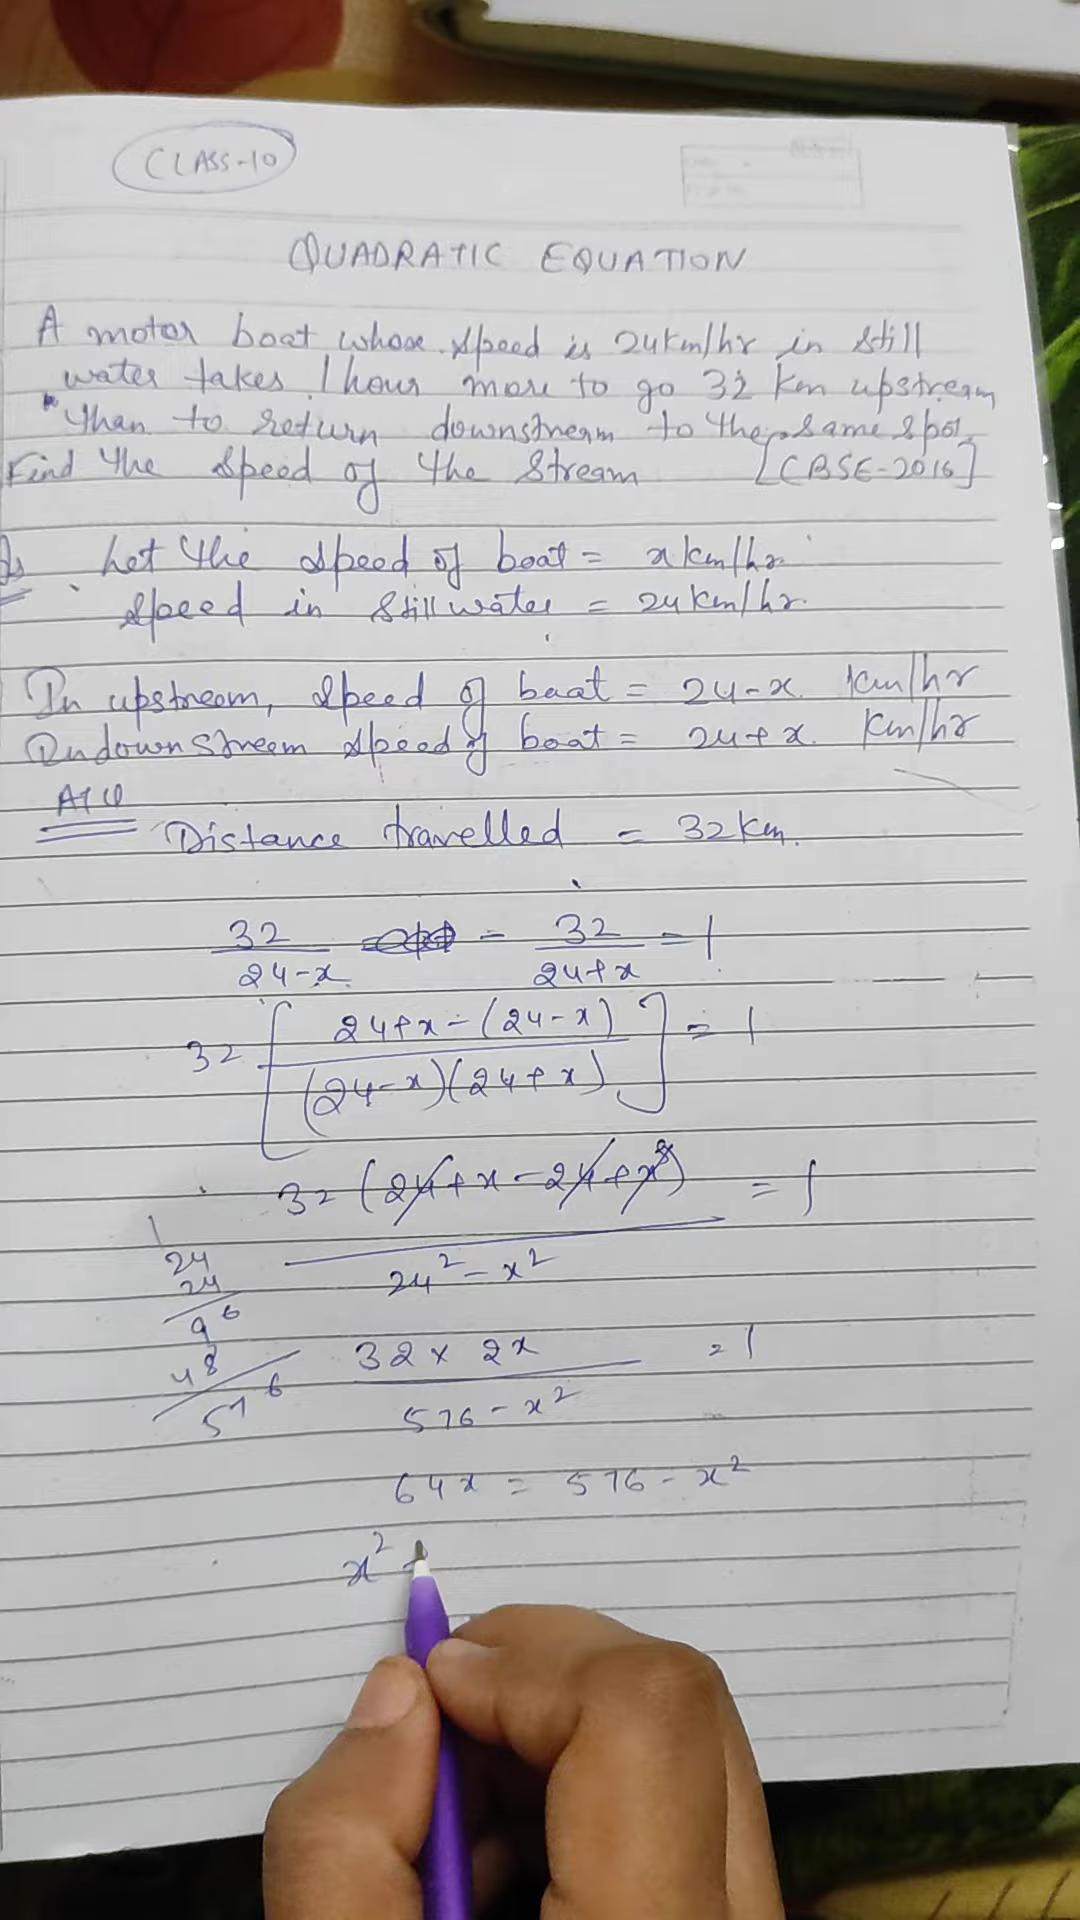 CLASS-10
QUADRATIC EQUATION
A motor boat whose speed is 24km/hr in still
water takes 1 hour more to go 32 km upstream
than to return downstream to the same spot.
Find the speed of the stream [CBSE-2016]
Let the speed of boat = x km/hr
speed in still water = 24 km/hr.
In upstream, speed of boat = 24-x km/hr
In downstream speed of boat = 24+x. km/hr
ATQ
Distance travelled = 32 km.
32/24-x - 32/24+x = 1
32 [24+x-(24-x)/(24-x)(24+x)] = 1
32(24+x-24+x)/24²-x² = 1
24
24
96
48
576
32 × 2x/576-x² = 1
64x = 576-x²
x²